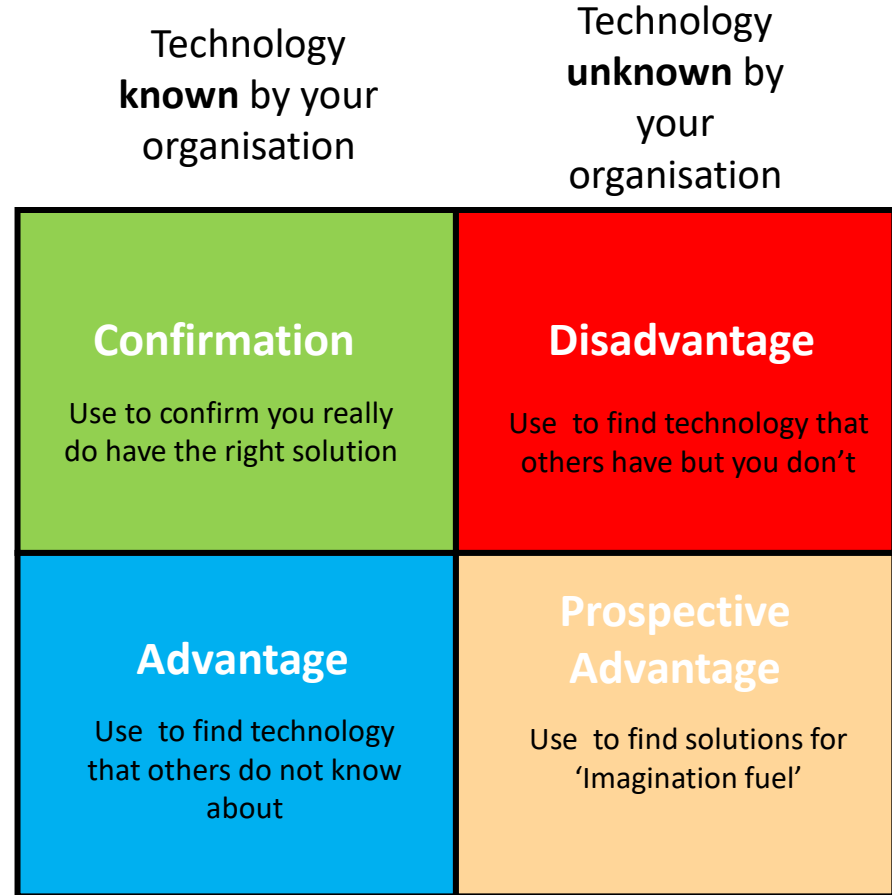 Technology
known by your
organisation
Technology
unknown by
your
organisation
Confirmation
Use to confirm you really
do have the right solution
Disadvantage
Use  to find technology that
others have but you don’t
Advantage
Use  to find technology
that others do not know
about
Prospective
Advantage
Use  to find solutions for
‘Imagination fuel’